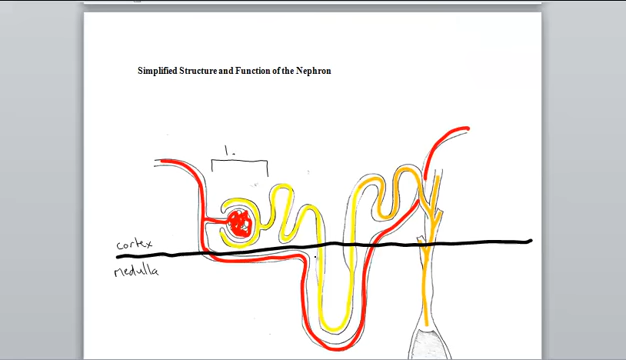 Simplified Structure and Function of the Nephron
1.
cortex
medulla